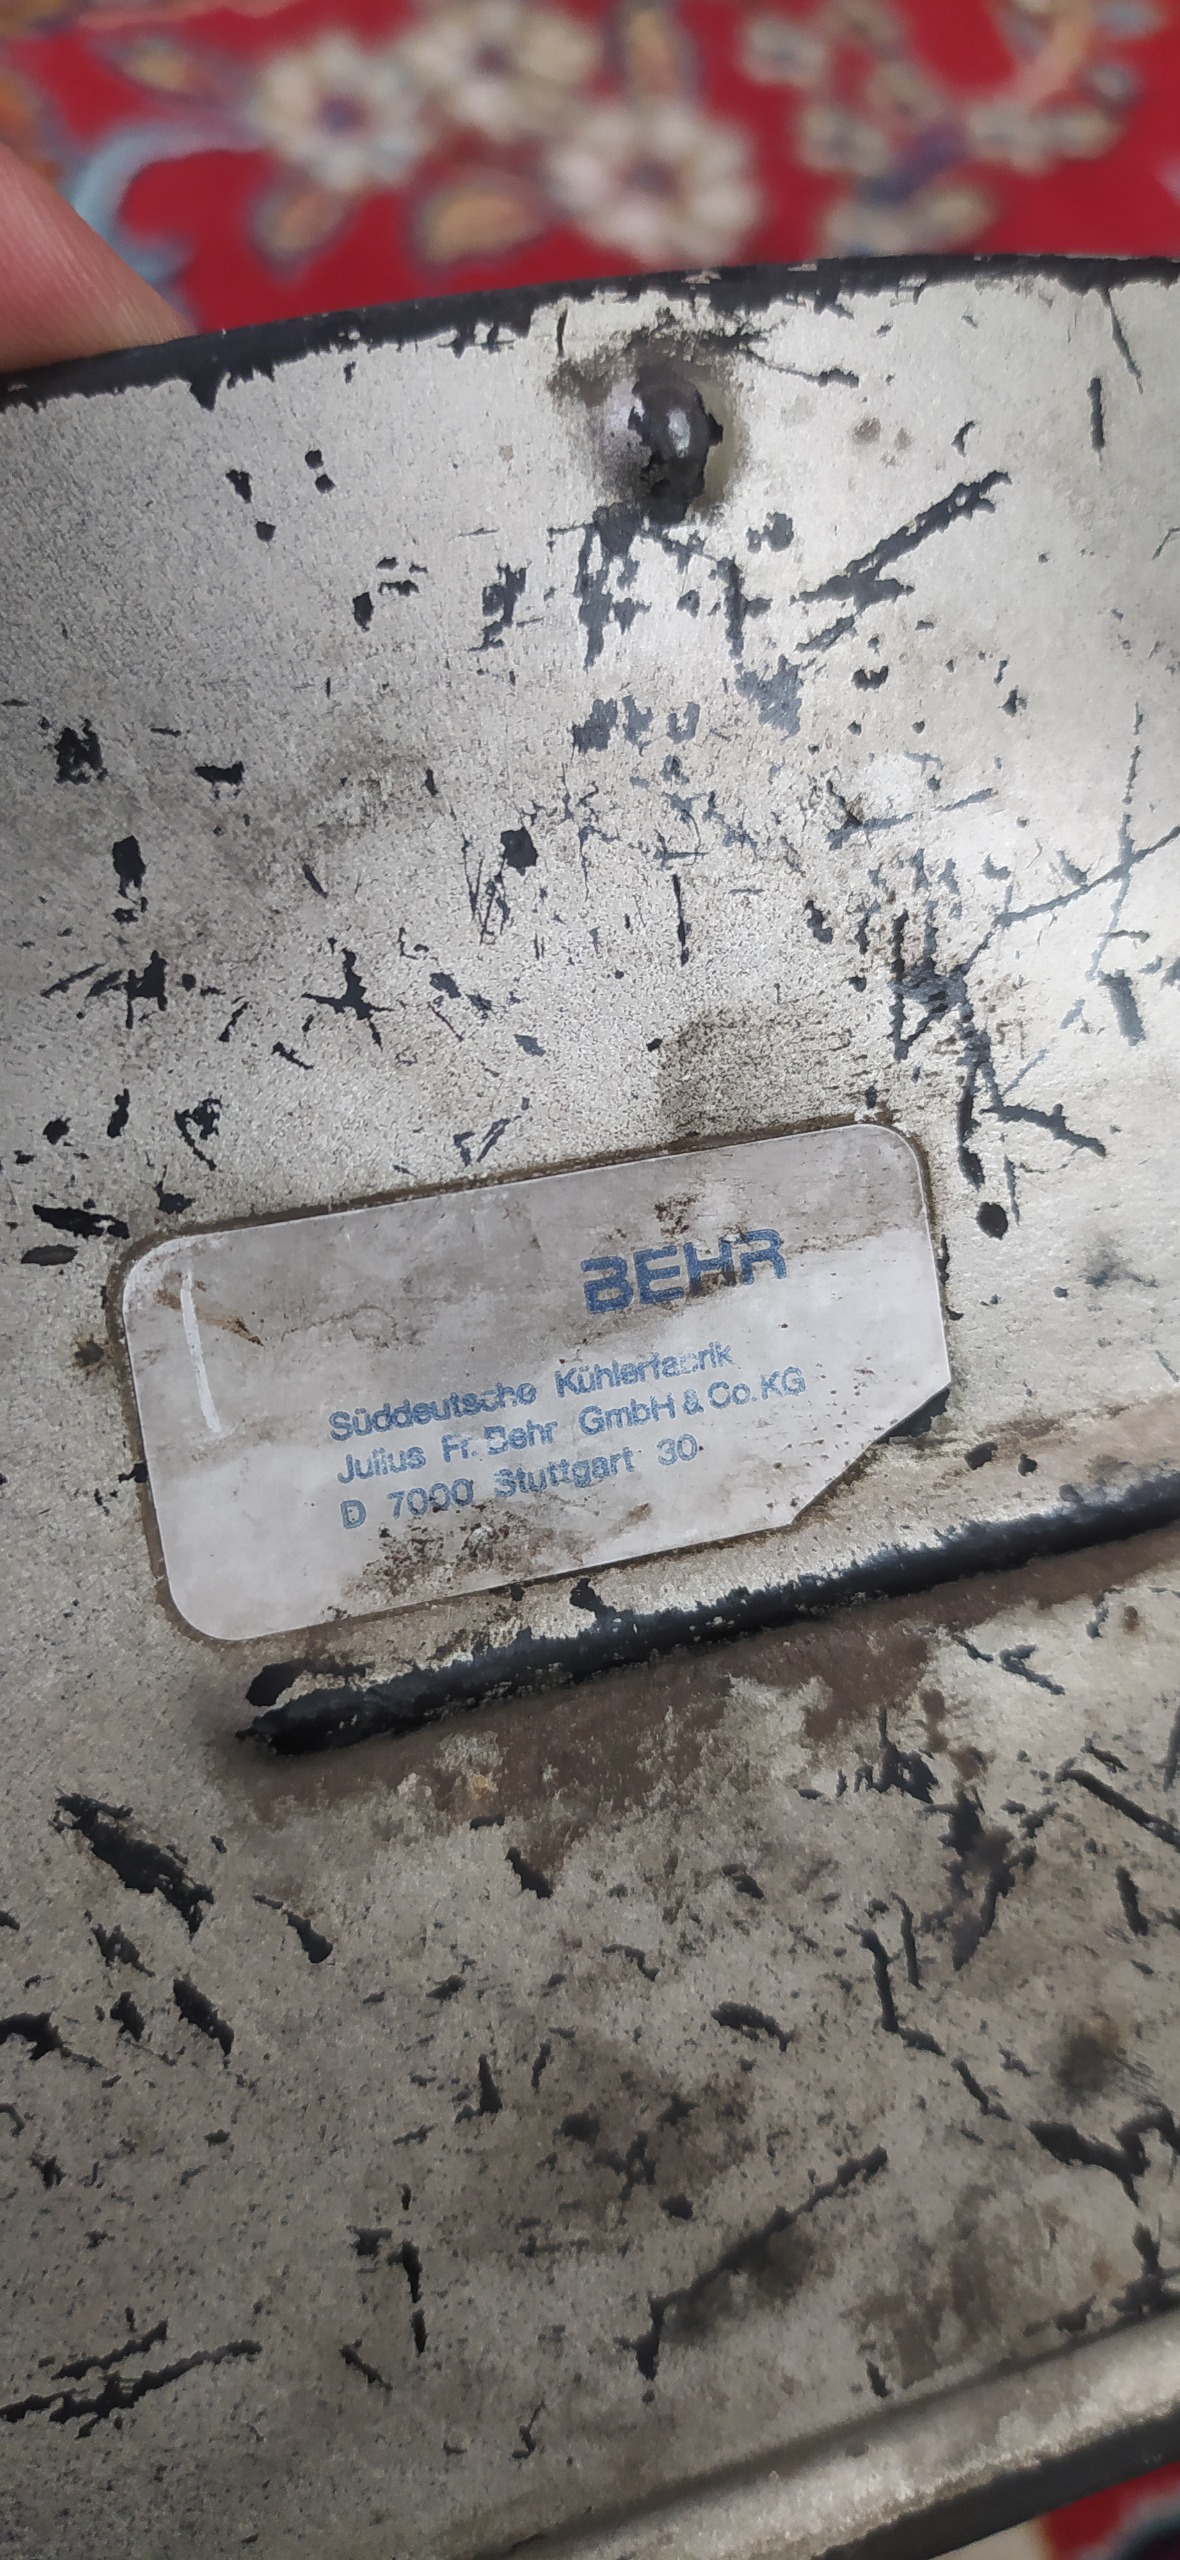 BEHR
Süddeutsche Kühlerfabrik
Julius Fr. Behr GmbH & Co. KG
D 7000 Stuttgart 30